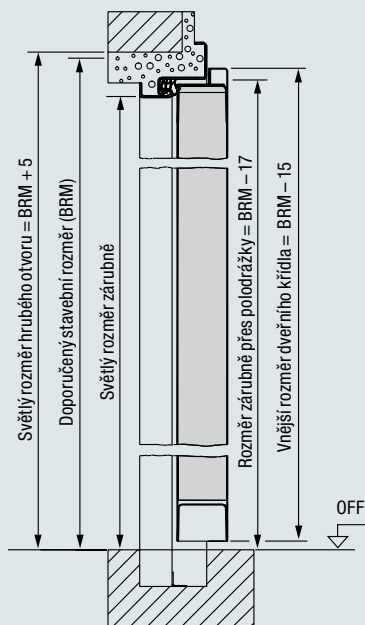 Světlý rozměr hrubého otvoru = BRM + 5
Doporučený stavební rozměr (BRM)
Světlý rozměr zárubně
Rozměr zárubně přes polodrážky = BRM – 17
Vnější rozměr dveřního křídla = BRM – 15
OFF